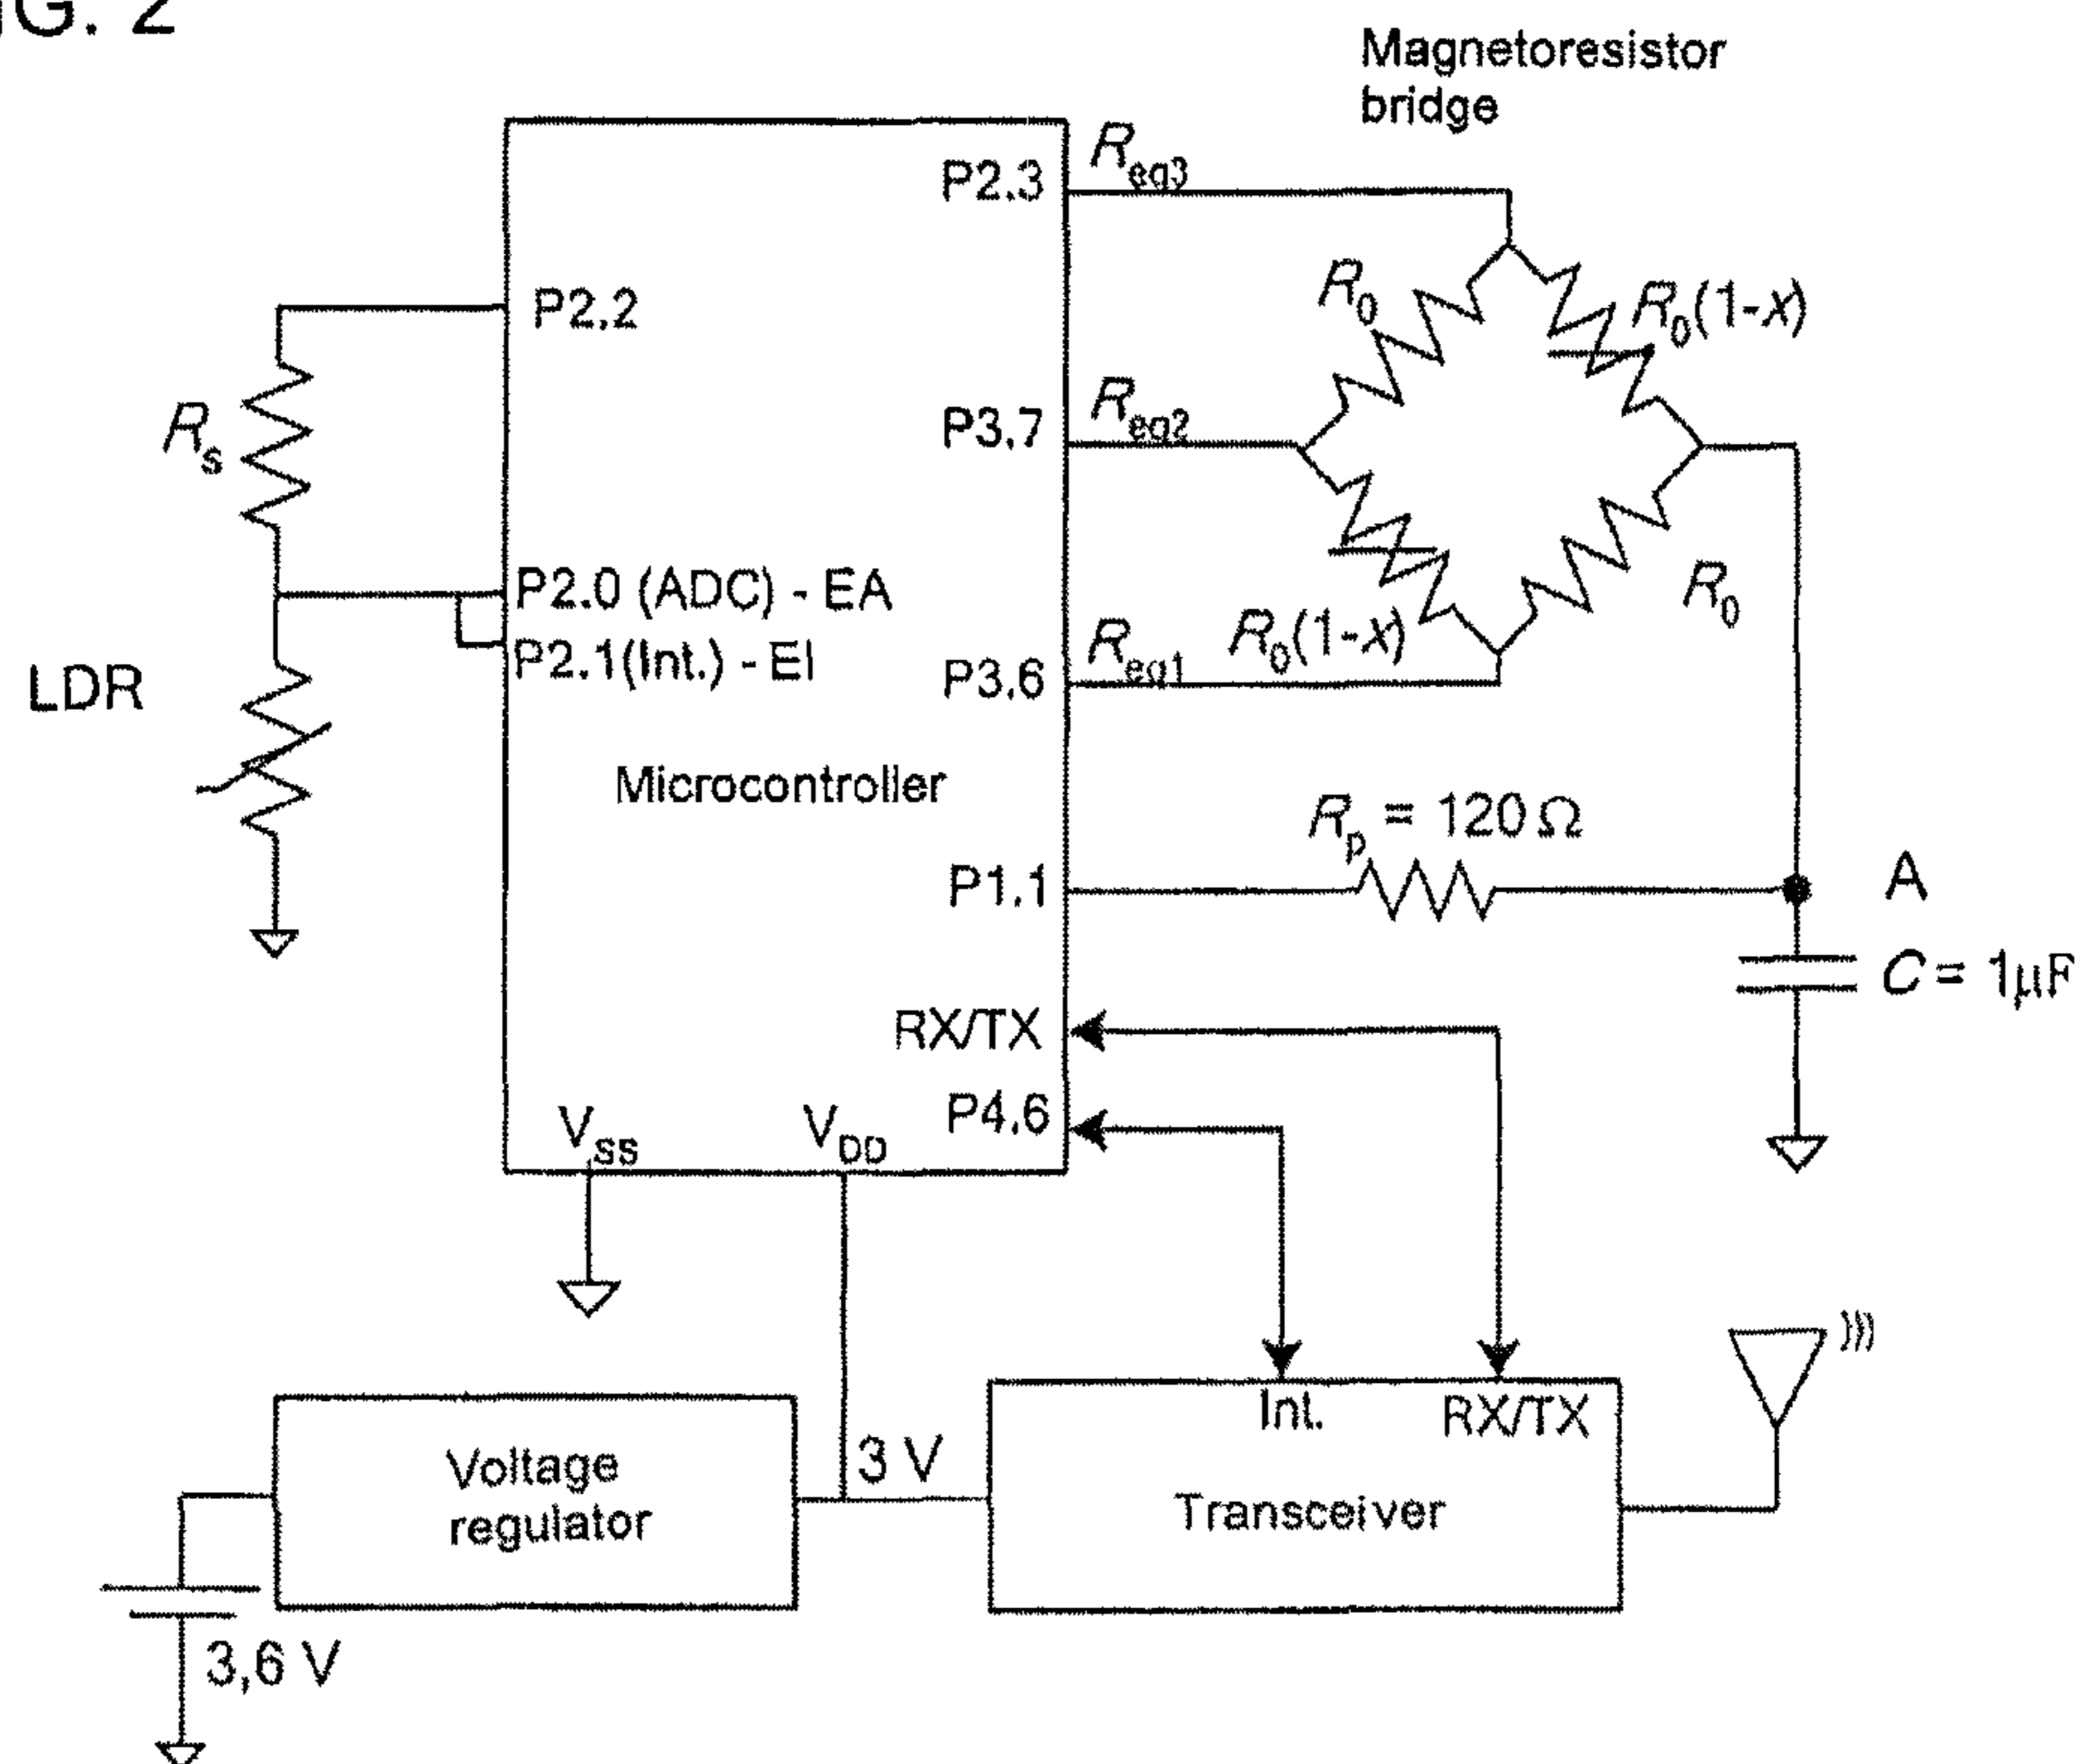 FIG. 2
Magnetoresistor
bridge
P2.3
Req3
R0
R0(1-x)
P2.2
Rs
P3.7
Req2
P2.0 (ADC) - EA
P2.1(Int.) - EI
R0
R0(1-x)
Req1
P3.6
LDR
Microcontroller
Rp = 120 Ω
P1.1
A
C = 1µF
RX/TX
P4.6
VSS
VDD
)))
Int.
RX/TX
3 V
Voltage
regulator
Transceiver
3,6 V